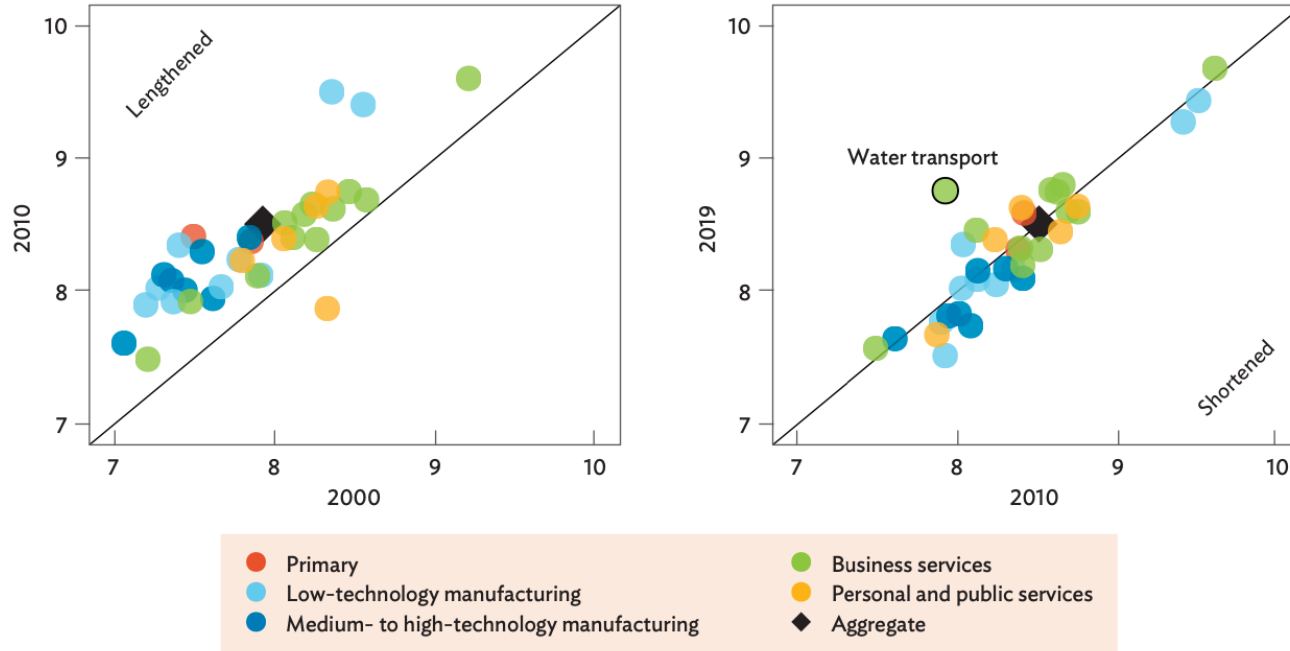 10
9
8
7
2010
Lengthened
7
8
9
10
2000
10
9
8
7
2019
Water transport
Shortened
7
8
9
10
2010
Primary
Low-technology manufacturing
Medium- to high-technology manufacturing
Business services
Personal and public services
Aggregate